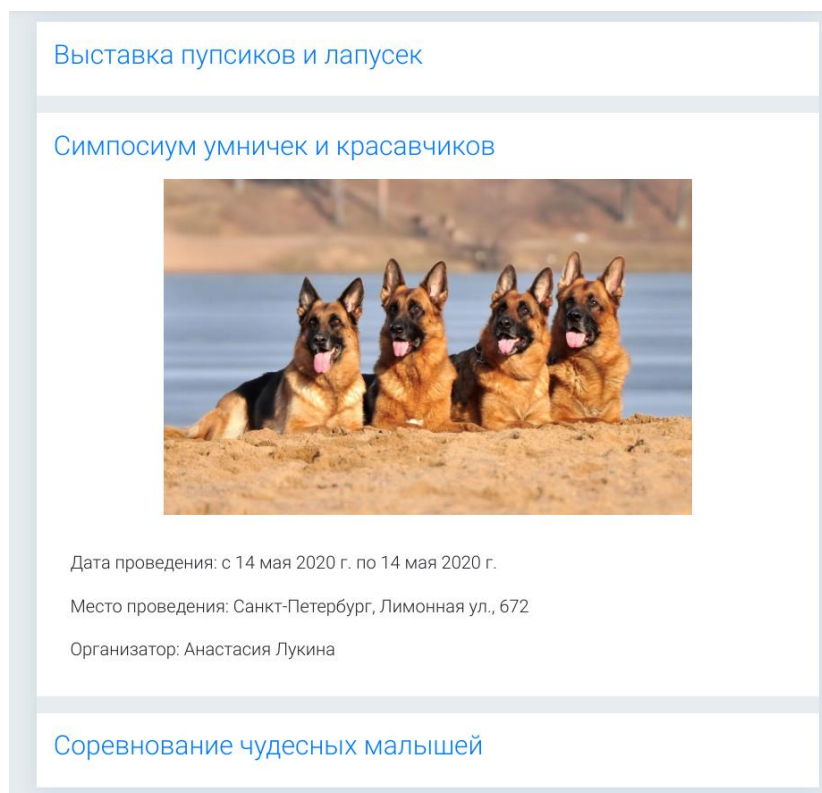 Выставка пупсиков и лапусек
Симпосиум умничек и красавчиков
Дата проведения: с 14 мая 2020 г. по 14 мая 2020 г.
Место проведения: Санкт-Петербург, Лимонная ул., 672
Организатор: Анастасия Лукина
Соревнование чудесных малышей